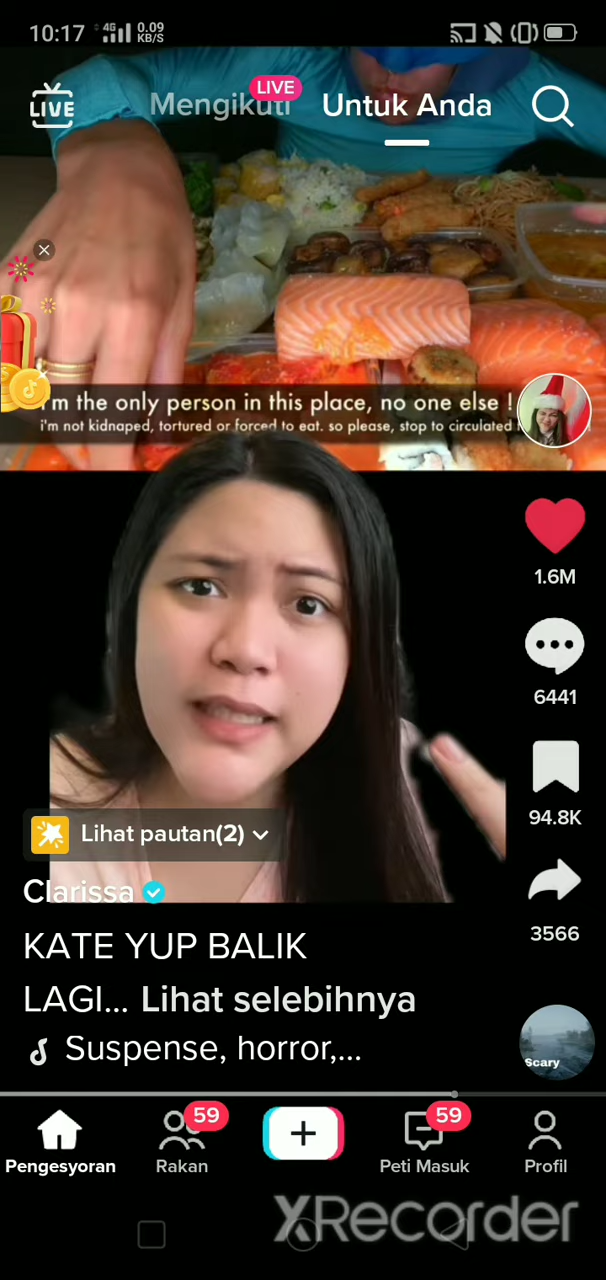 10:17 4G 0.09 KB/S
LIVE Mengikuti LIVE Untuk Anda
I'm the only person in this place, no one else !
i'm not kidnaped, tortured or forced to eat. so please, stop to circulated
1.6M
6441
94.8K
3566
Lihat pautan(2)
Clarissa
KATE YUP BALIK
LAGI... Lihat selebihnya
Suspense, horror,...
Scary
59 59
Pengesyoran Rakan Peti Masuk Profil
XRecorder